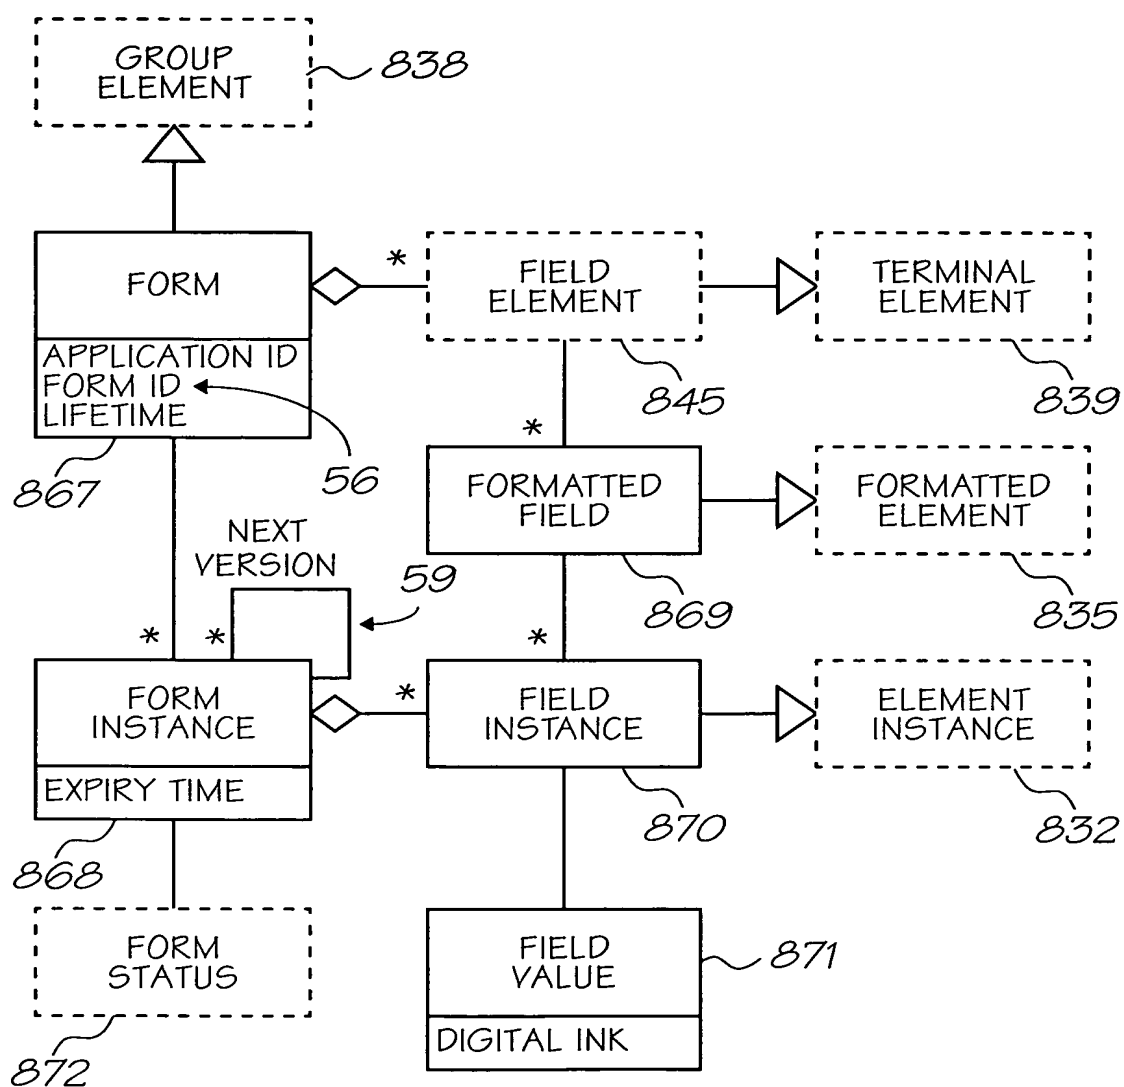 GROUP
ELEMENT
838
FORM
*
FIELD
ELEMENT
TERMINAL
ELEMENT
APPLICATION ID
FORM ID
LIFETIME
845
839
867
56
*
FORMATTED
FIELD
FORMATTED
ELEMENT
NEXT
VERSION
59
869
835
*
*
*
FORM
INSTANCE
*
FIELD
INSTANCE
ELEMENT
INSTANCE
EXPIRY TIME
870
832
868
FORM
STATUS
FIELD
VALUE
871
DIGITAL INK
872